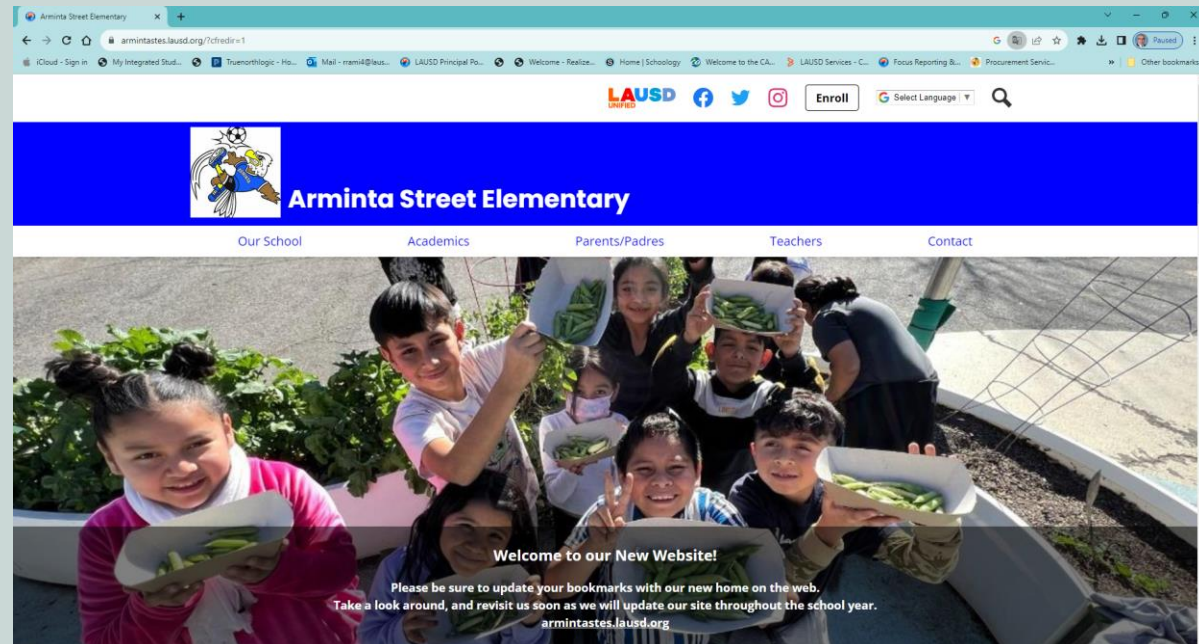 Arminta Street Elementary
armintastes.lausd.org/?cfredir=1
Paused
iCloud - Sign in
My Integrated Stud...
Truenorthlogic - Ho...
Mail - rrami4@laus...
LAUSD Principal Po...
Welcome - Realize...
Home | Schoology
Welcome to the CA...
LAUSD Services - C...
Focus Reporting &...
Procurement Servic...
»
Other bookmarks
LAUSD
UNIFIED
Enroll
G Select Language ▼
Arminta Street Elementary
Our School
Academics
Parents/Padres
Teachers
Contact
Welcome to our New Website!
Please be sure to update your bookmarks with our new home on the web.
Take a look around, and revisit us soon as we will update our site throughout the school year.
armintastes.lausd.org